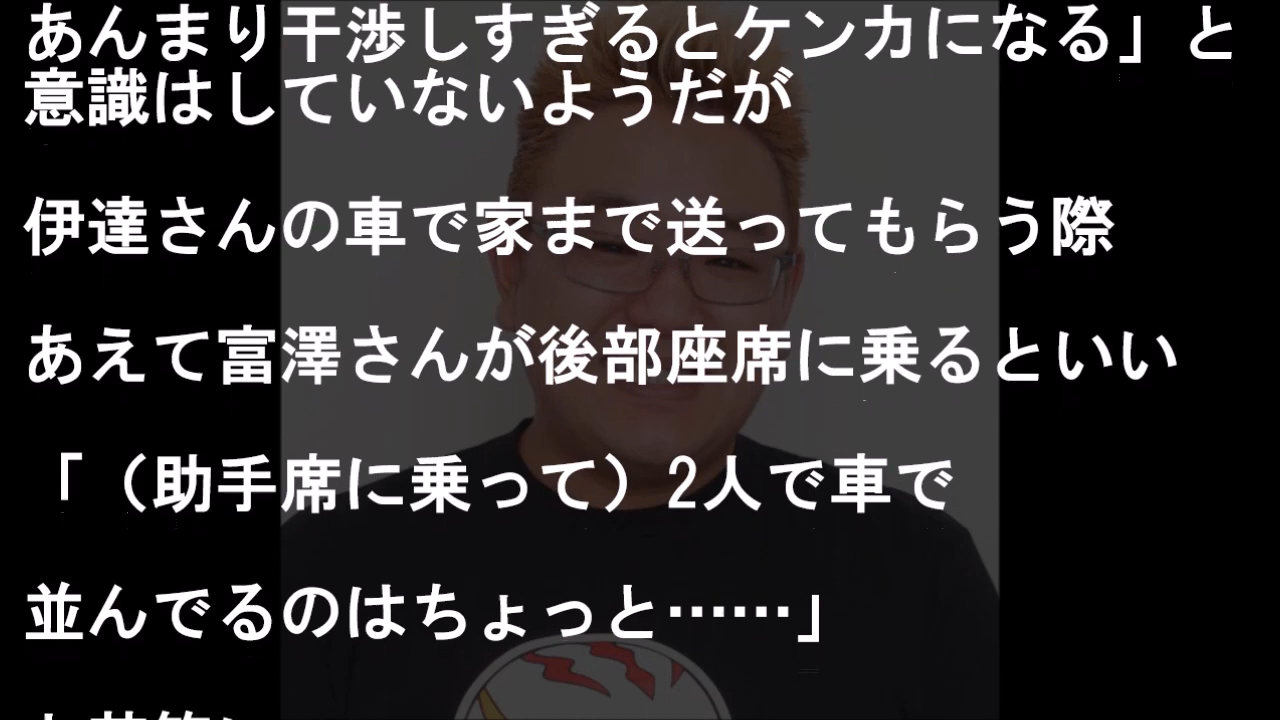 あんまり干渉しすぎるとケンカになる」と
意識はしていないようだが
伊達さんの車で家まで送ってもらう際
あえて富澤さんが後部座席に乗るといい
「（助手席に乗って）2人で車で
並んでるのはちょっと……」